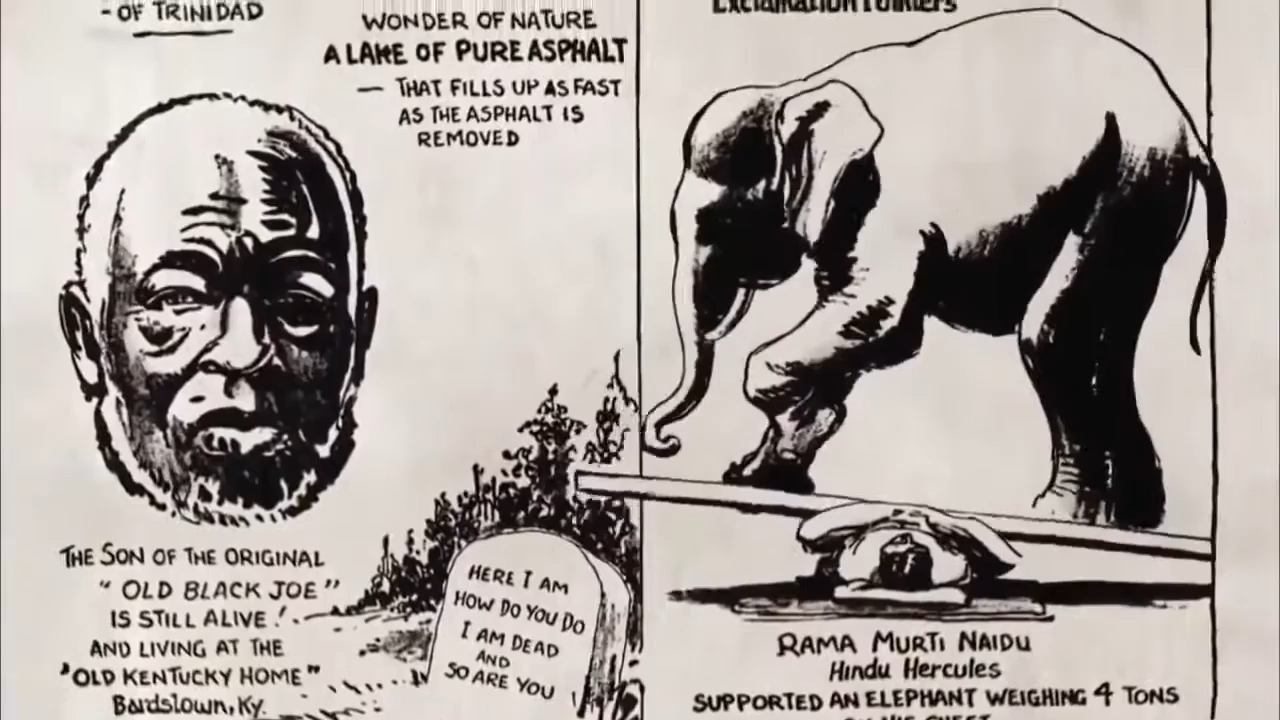 - OF TRINIDAD
WONDER OF NATURE
A LAKE OF PURE ASPHALT
— THAT FILLS UP AS FAST
AS THE ASPHALT IS
REMOVED
THE SON OF THE ORIGINAL
"OLD BLACK JOE"
IS STILL ALIVE!
AND LIVING AT THE
"OLD KENTUCKY HOME"
Bardstown, Ky.
HERE I AM
HOW DO YOU DO
I AM DEAD
AND
SO ARE YOU
RAMA MURTI NAIDU
Hindu Hercules
SUPPORTED AN ELEPHANT WEIGHING 4 TONS
ON HIS CHEST